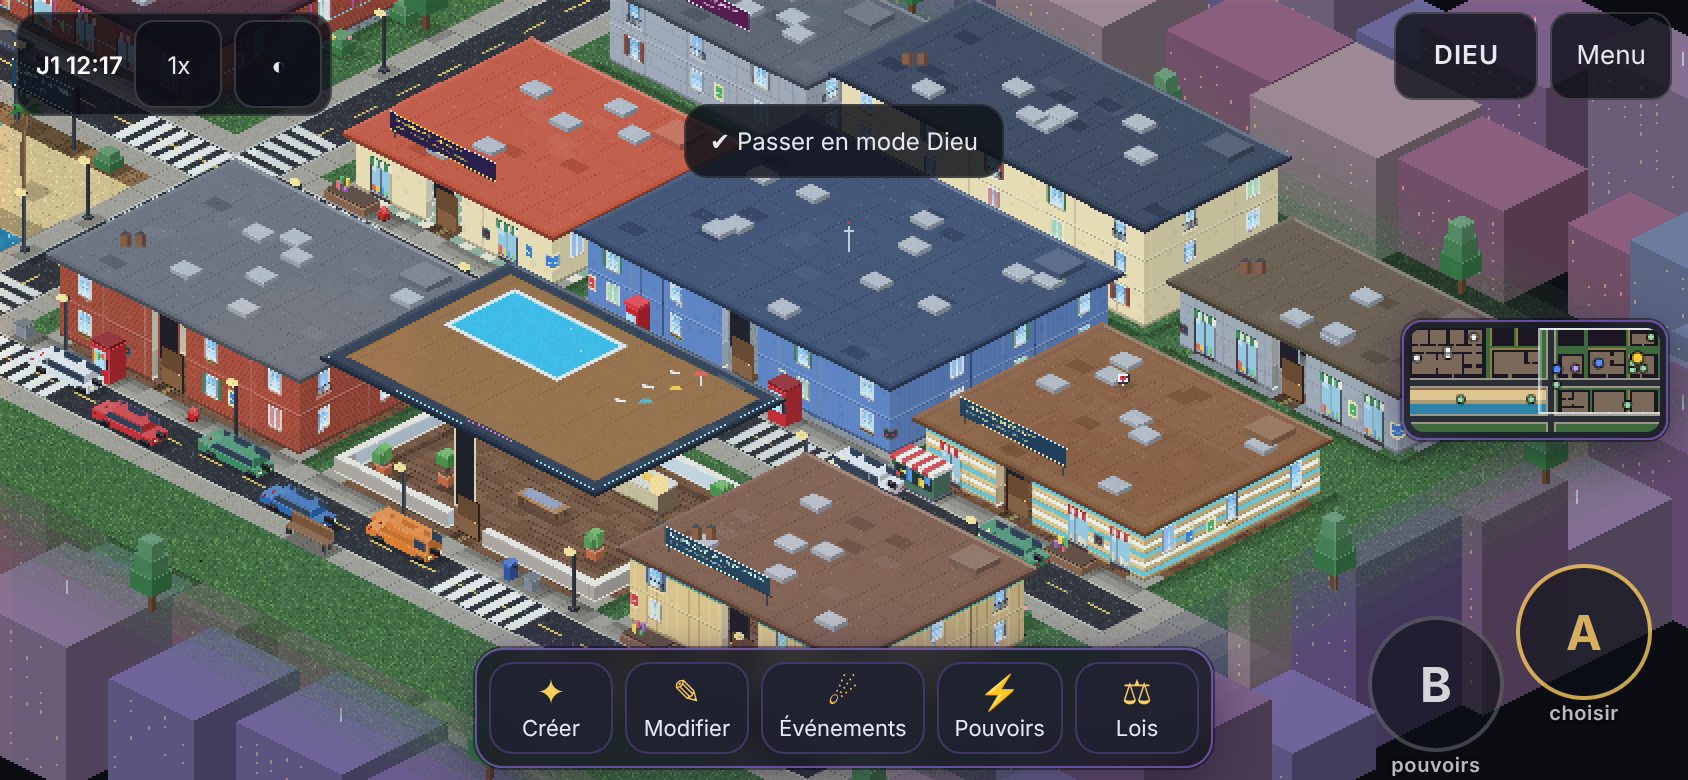 J1 12:17
1x
DIEU
Menu
✔ Passer en mode Dieu
Créer
Modifier
Événements
Pouvoirs
Lois
A
choisir
B
pouvoirs